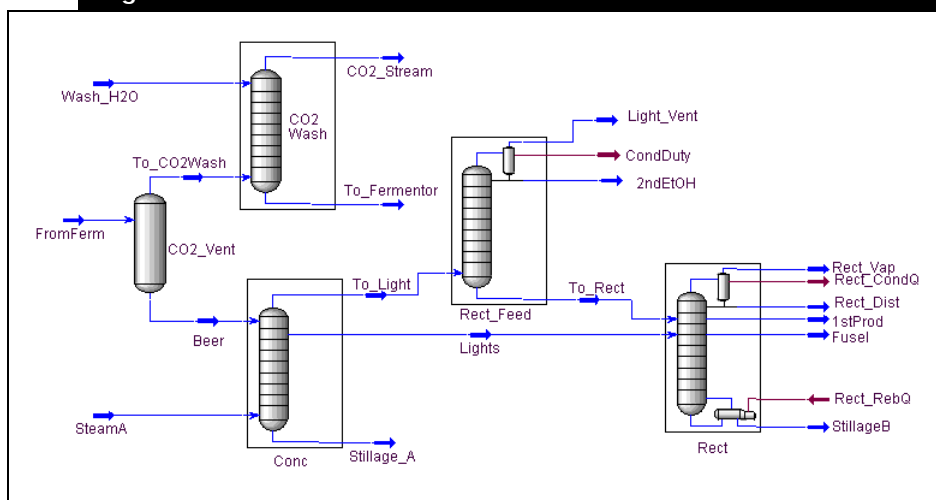 CO2_Stream
Wash_H2O
CO2
Wash
Light_Vent
To_CO2Wash
CondDuty
2ndEtOH
To_Fermentor
FromFerm
CO2_Vent
To_Light
To_Rect
Rect_Vap
Rect_CondQ
Rect_Dist
1stProd
Fusel
Beer
Rect_Feed
Lights
Rect_RebQ
SteamA
StillageB
Conc
Stillage_A
Rect